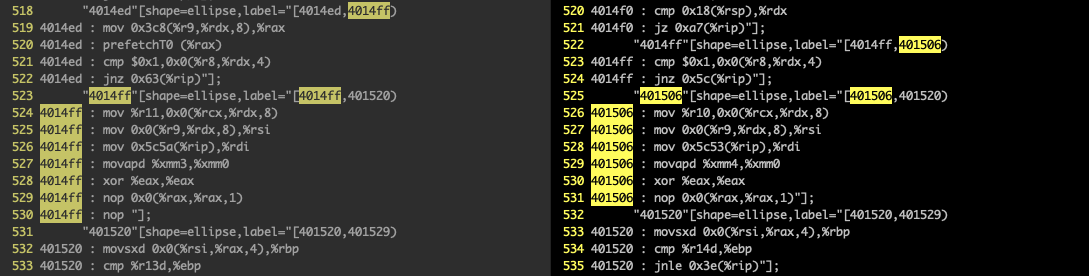 518 "4014ed"[shape=ellipse,label="[4014ed,4014ff)
519 4014ed : mov 0x3c8(%r9,%rdx,8),%rax
520 4014ed : prefetchT0 (%rax)
521 4014ed : cmp $0x1,0x0(%r8,%rdx,4)
522 4014ed : jnz 0x63(%rip)"];
523 "4014ff"[shape=ellipse,label="[4014ff,401520)
524 4014ff : mov %r11,0x0(%rcx,%rdx,8)
525 4014ff : mov 0x0(%r9,%rdx,8),%rsi
526 4014ff : mov 0x5c5a(%rip),%rdi
527 4014ff : movapd %xmm3,%xmm0
528 4014ff : xor %eax,%eax
529 4014ff : nop 0x0(%rax,%rax,1)
530 4014ff : nop "];
531 "401520"[shape=ellipse,label="[401520,401529)
532 401520 : movsxd 0x0(%rsi,%rax,4),%rbp
533 401520 : cmp %r13d,%ebp
520 4014f0 : cmp 0x18(%rsp),%rdx
521 4014f0 : jz 0xa7(%rip)"];
522 "4014ff"[shape=ellipse,label="[4014ff,401506)
523 4014ff : cmp $0x1,0x0(%r8,%rdx,4)
524 4014ff : jnz 0x5c(%rip)"];
525 "401506"[shape=ellipse,label="[401506,401520)
526 401506 : mov %r10,0x0(%rcx,%rdx,8)
527 401506 : mov 0x0(%r9,%rdx,8),%rsi
528 401506 : mov 0x5c53(%rip),%rdi
529 401506 : movapd %xmm4,%xmm0
530 401506 : xor %eax,%eax
531 401506 : nop 0x0(%rax,%rax,1)"];
532 "401520"[shape=ellipse,label="[401520,401529)
533 401520 : movsxd 0x0(%rsi,%rax,4),%rbp
534 401520 : cmp %r14d,%ebp
535 401520 : jnle 0x3e(%rip)"];